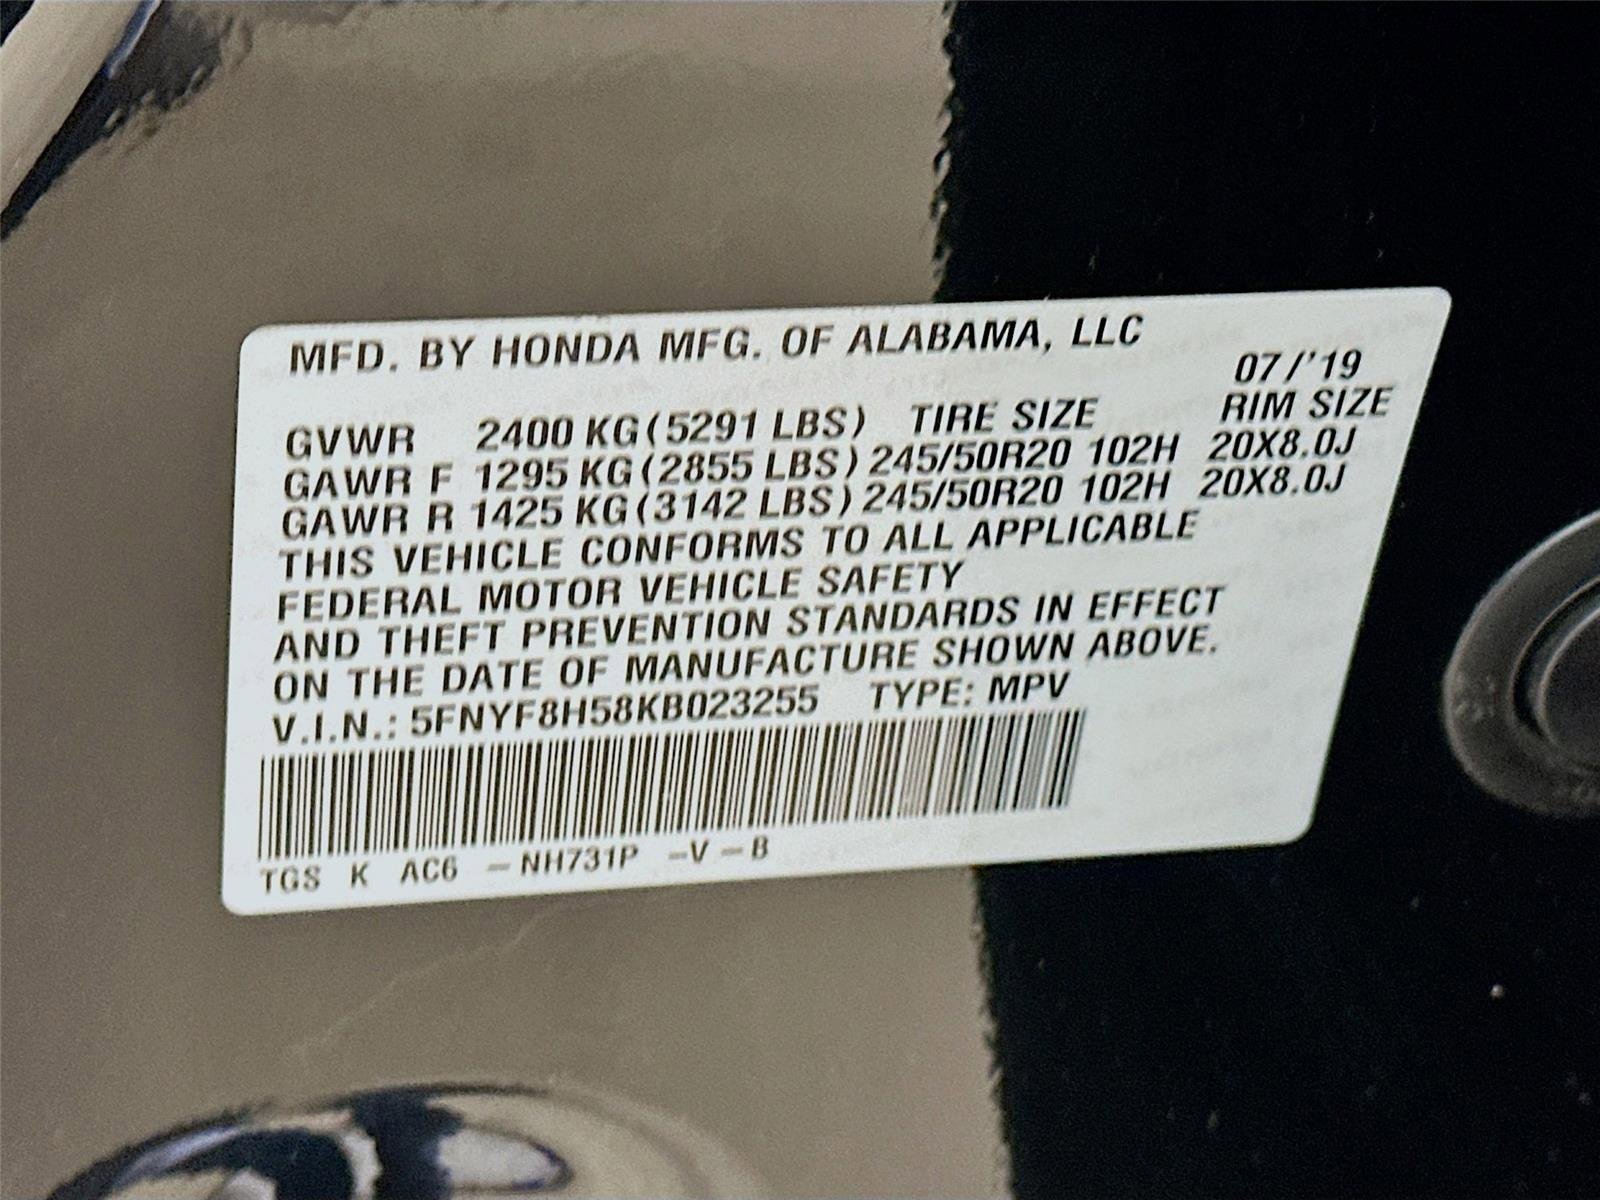 MFD. BY HONDA MFG. OF ALABAMA, LLC
07/'19
GVWR 2400 KG(5291 LBS) TIRE SIZE RIM SIZE
GAWR F 1295 KG(2855 LBS) 245/50R20 102H 20X8.0J
GAWR R 1425 KG(3142 LBS) 245/50R20 102H 20X8.0J
THIS VEHICLE CONFORMS TO ALL APPLICABLE
FEDERAL MOTOR VEHICLE SAFETY
AND THEFT PREVENTION STANDARDS IN EFFECT
ON THE DATE OF MANUFACTURE SHOWN ABOVE.
V.I.N.: 5FNYF8H58KB023255 TYPE: MPV
TGS K AC6 -NH731P -V-B